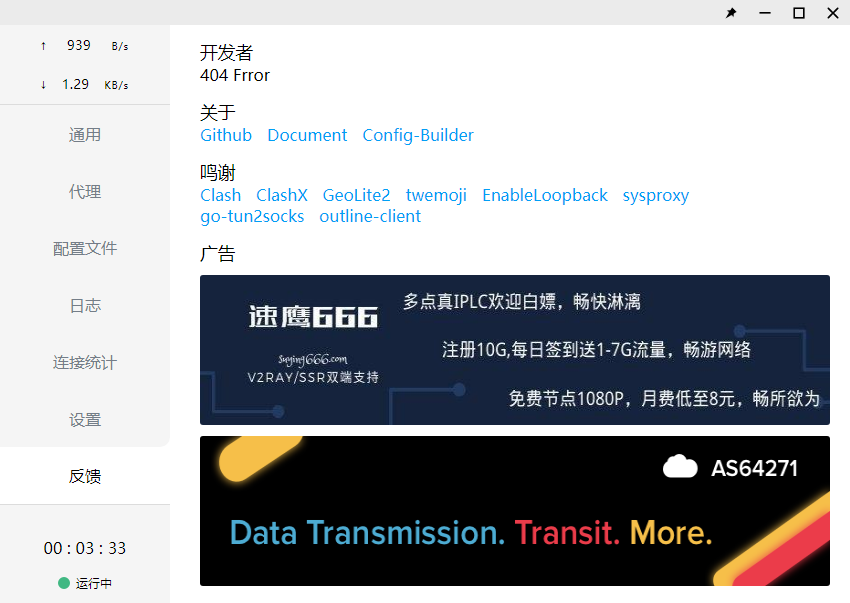 ↑ 939 B/s
↓ 1.29 KB/s
通用
代理
配置文件
日志
连接统计
设置
反馈
00 : 03 : 33
运行中
开发者
404 Frror
关于
Github Document Config-Builder
鸣谢
Clash ClashX GeoLite2 twemoji EnableLoopback sysproxy
go-tun2socks outline-client
广告
速鹰666
Suying666.com
V2RAY/SSR双端支持
多点真IPLC欢迎白嫖，畅快淋漓
注册10G,每日签到送1-7G流量，畅游网络
免费节点1080P，月费低至8元，畅所欲为
AS64271
Data Transmission. Transit. More.